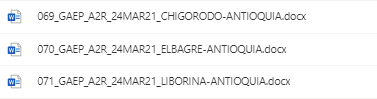 069_GAEP_A2R_24MAR21_CHIGORODO-ANTIOQUIA.docx
070_GAEP_A2R_24MAR21_ELBAGRE-ANTIOQUIA.docx
071_GAEP_A2R_24MAR21_LIBORINA-ANTIOQUIA.docx